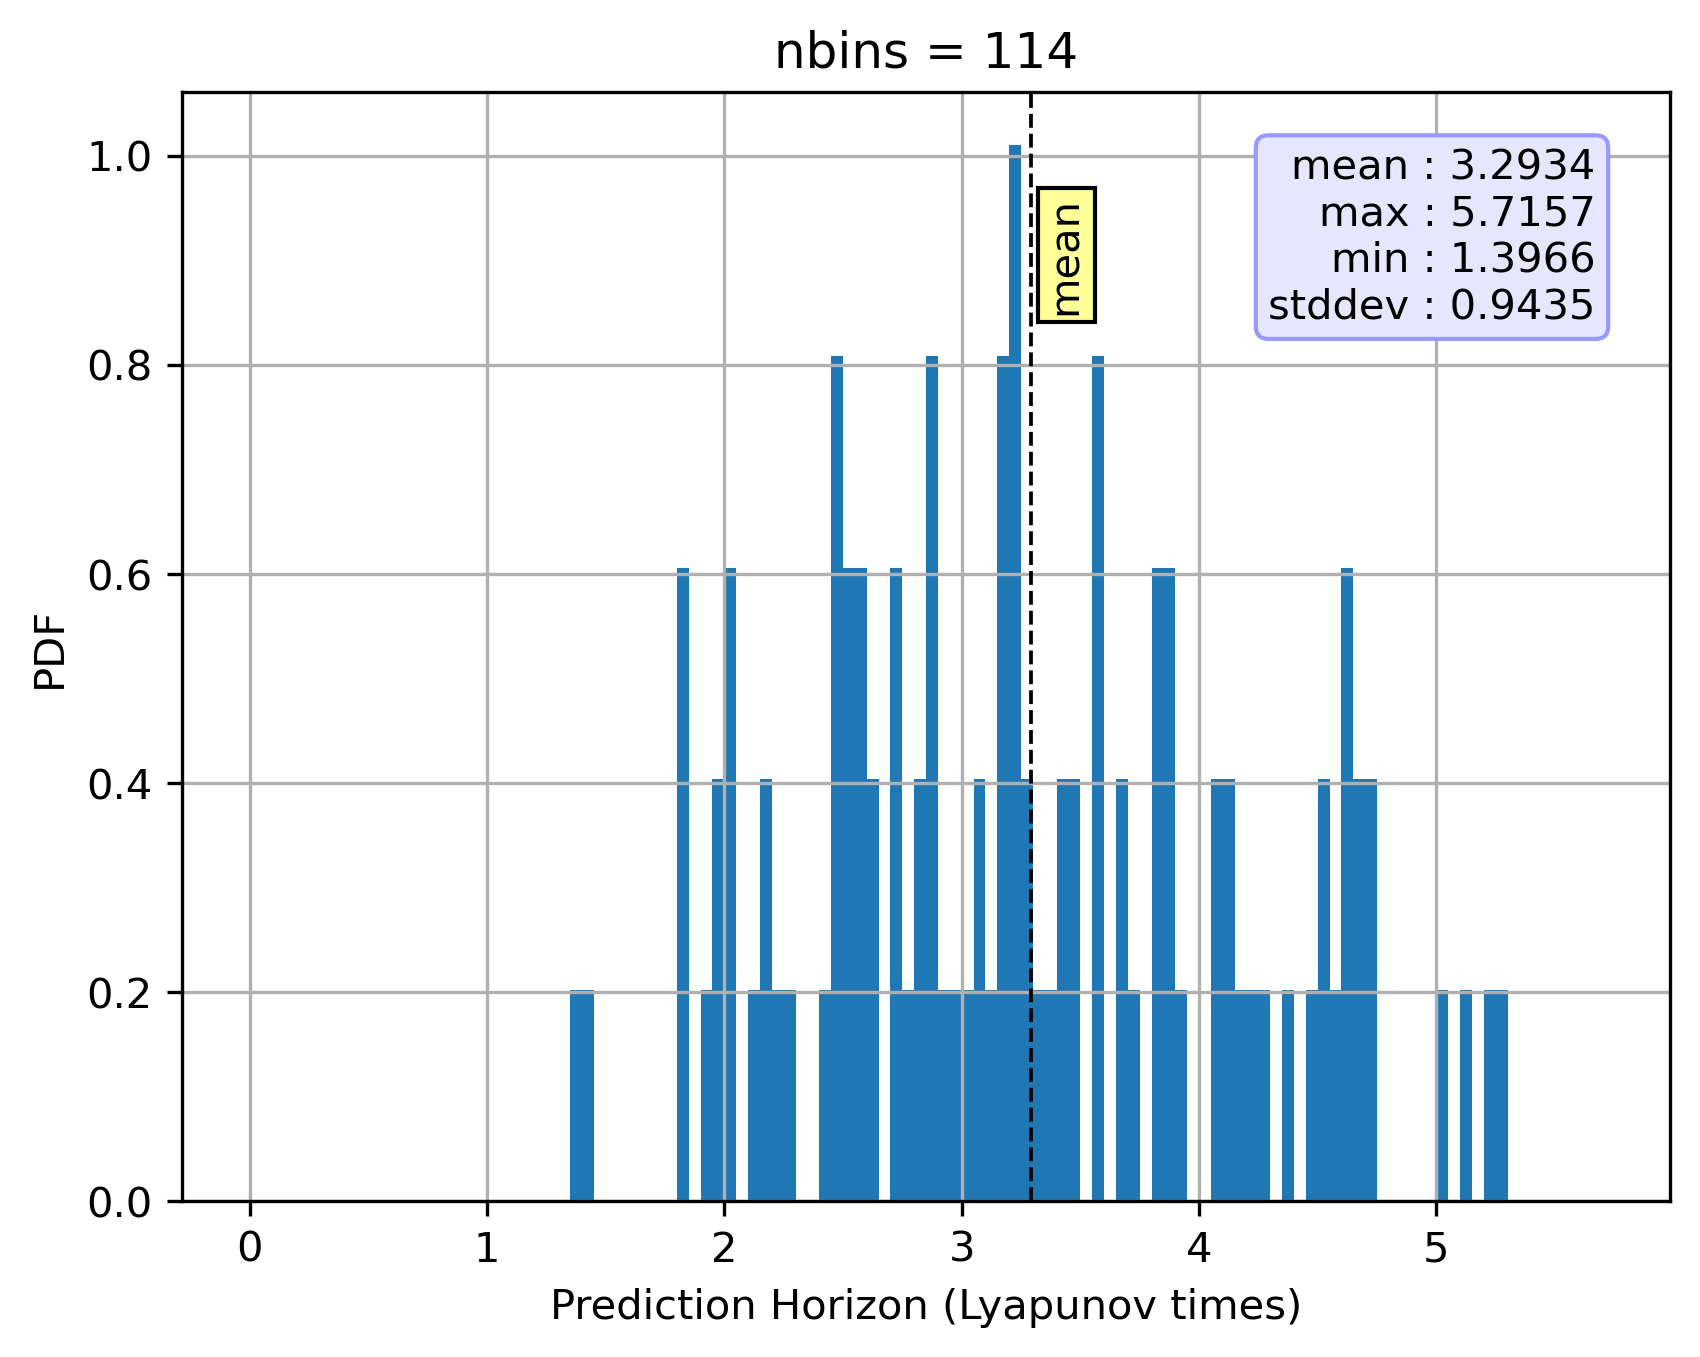 nbins = 114
mean : 3.2934
max : 5.7157
min : 1.3966
stddev : 0.9435
mean
PDF
1.0
0.8
0.6
0.4
0.2
0.0
0 1 2 3 4 5
Prediction Horizon (Lyapunov times)